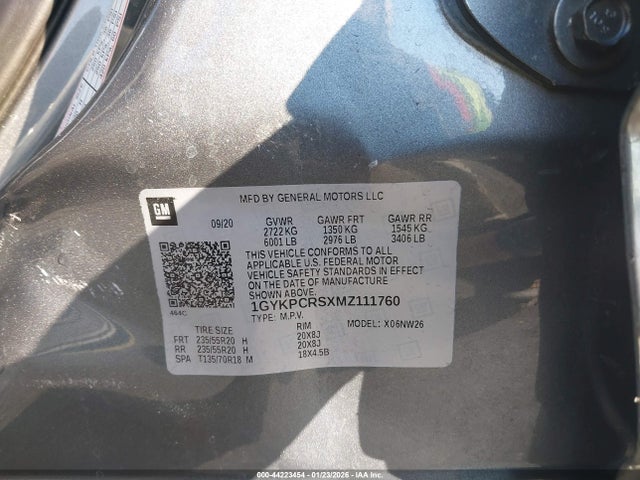 MFD BY GENERAL MOTORS LLC
GM
09/20 GVWR GAWR FRT GAWR RR
2722 KG 1350 KG 1545 KG
6001 LB 2976 LB 3406 LB
THIS VEHICLE CONFORMS TO ALL
APPLICABLE U.S. FEDERAL MOTOR
VEHICLE SAFETY STANDARDS IN EFFECT
ON THE DATE OF MANUFACTURE
SHOWN ABOVE.
1GYKPCRSXMZ111760
464C TYPE: M.P.V. MODEL: X06NW26
TIRE SIZE RIM
FRT 235/55R20 H 20X8J
RR 235/55R20 H 20X8J
SPA T135/70R18 M 18X4.5B
000-44223454 | 01/23/2026 | IAAI.COM